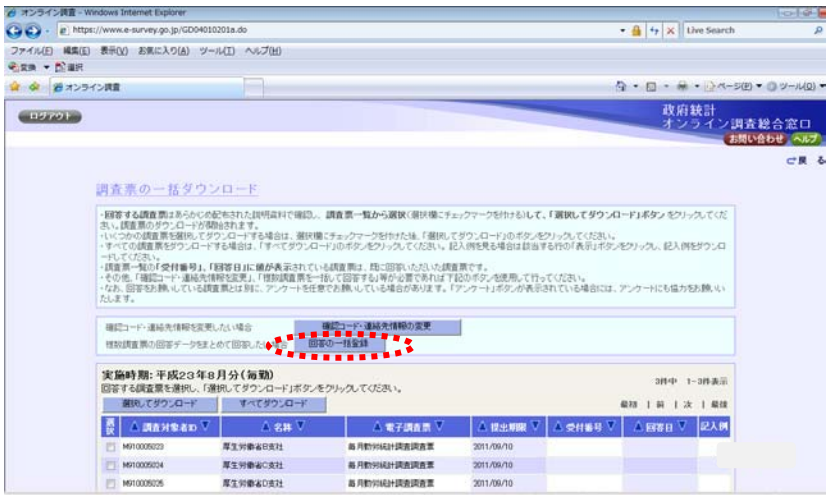 オンライン調査 - Windows Internet Explorer
https://www.e-survey.go.jp/GD04010201a.do
Live Search
ファイル(F) 編集(E) 表示(V) お気に入り(A) ツール(T) ヘルプ(H)
変換 選択
オンライン調査
ページ(P) ツール(O)
ログアウト
政府統計
オンライン調査総合窓口
お問い合わせ ヘルプ
戻る
調査票の一括ダウンロード
・回答する調査票はあらかじめ配布された説明資料で確認し、調査票一覧から選択(選択欄にチェックマークを付ける)して、「選択してダウンロード」ボタンをクリックしてくだ
さい。調査票のダウンロードが開始されます。
・いくつかの調査票を選択してダウンロードする場合は、選択欄にチェックマークを付けた後、「選択してダウンロード」のボタンをクリックしてください。
・すべての調査票をダウンロードする場合は、「すべてダウンロード」のボタンをクリックしてください。記入例を見る場合は該当する行の「表示」ボタンをクリックし、記入例をダウンロ
ードしてください。
・調査票一覧の「受付番号」、「回答日」に値が表示されている調査票は、既に回答いただいた調査票です。
・その他、「確認コード・連絡先情報を変更」、「複数調査票を一括して回答する」等が必要であれば下記のボタンを使用して行ってください。
・なお、回答をお願いしている調査票とは別に、アンケートを任意でお願いしている場合があります。「アンケート」ボタンが表示されている場合には、アンケートにも協力をお願いい
たします。
確認コード・連絡先情報を変更したい場合 確認コード・連絡先情報の変更
複数調査票の回答データをまとめて回答したい場合 回答の一括登録
実施時期: 平成23年8月分(毎勤)
回答する調査票を選択し、「選択してダウンロード」ボタンをクリックしてください。
3件中 1-3件表示
選択してダウンロード すべてダウンロード
最初 | 前 | 次 | 最後
選択 △ 調査対象者ID ▽ △ 名称 ▽ △ 電子調査票 ▽ △ 提出期限 ▽ △ 受付番号 ▽ △ 回答日 ▽ 記入例
M910005023 厚生労働省B支社 毎月勤労統計調査調査票 2011/09/10
M910005024 厚生労働省C支社 毎月勤労統計調査調査票 2011/09/10
M910005025 厚生労働省D支社 毎月勤労統計調査調査票 2011/09/10